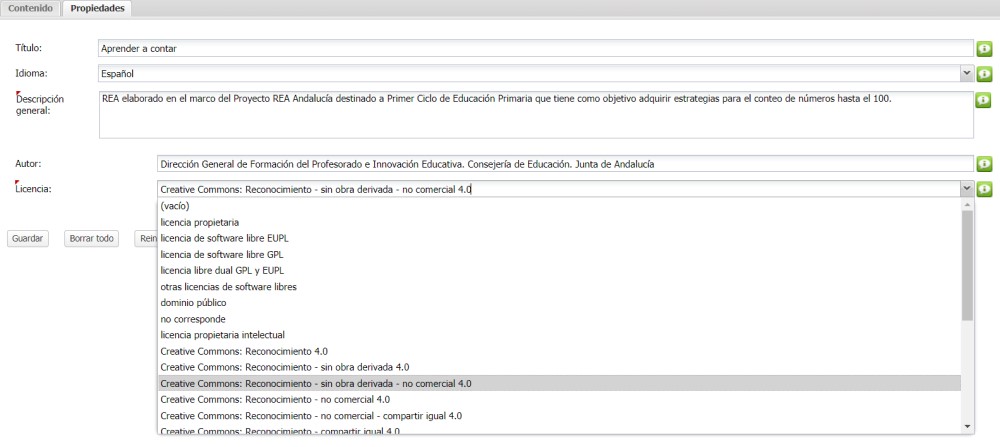 Contenido Propiedades
Título: Aprender a contar
Idioma: Español
Descripción general: REA elaborado en el marco del Proyecto REA Andalucía destinado a Primer Ciclo de Educación Primaria que tiene como objetivo adquirir estrategias para el conteo de números hasta el 100.
Autor: Dirección General de Formación del Profesorado e Innovación Educativa. Consejería de Educación. Junta de Andalucía
Licencia: Creative Commons: Reconocimiento - sin obra derivada - no comercial 4.0
(vacío)
licencia propietaria
Guardar Borrar todo Rein
licencia de software libre EUPL
licencia de software libre GPL
licencia libre dual GPL y EUPL
otras licencias de software libres
dominio público
no corresponde
licencia propietaria intelectual
Creative Commons: Reconocimiento 4.0
Creative Commons: Reconocimiento - sin obra derivada 4.0
Creative Commons: Reconocimiento - sin obra derivada - no comercial 4.0
Creative Commons: Reconocimiento - no comercial 4.0
Creative Commons: Reconocimiento - no comercial - compartir igual 4.0
Creative Commons: Reconocimiento - compartir igual 4.0